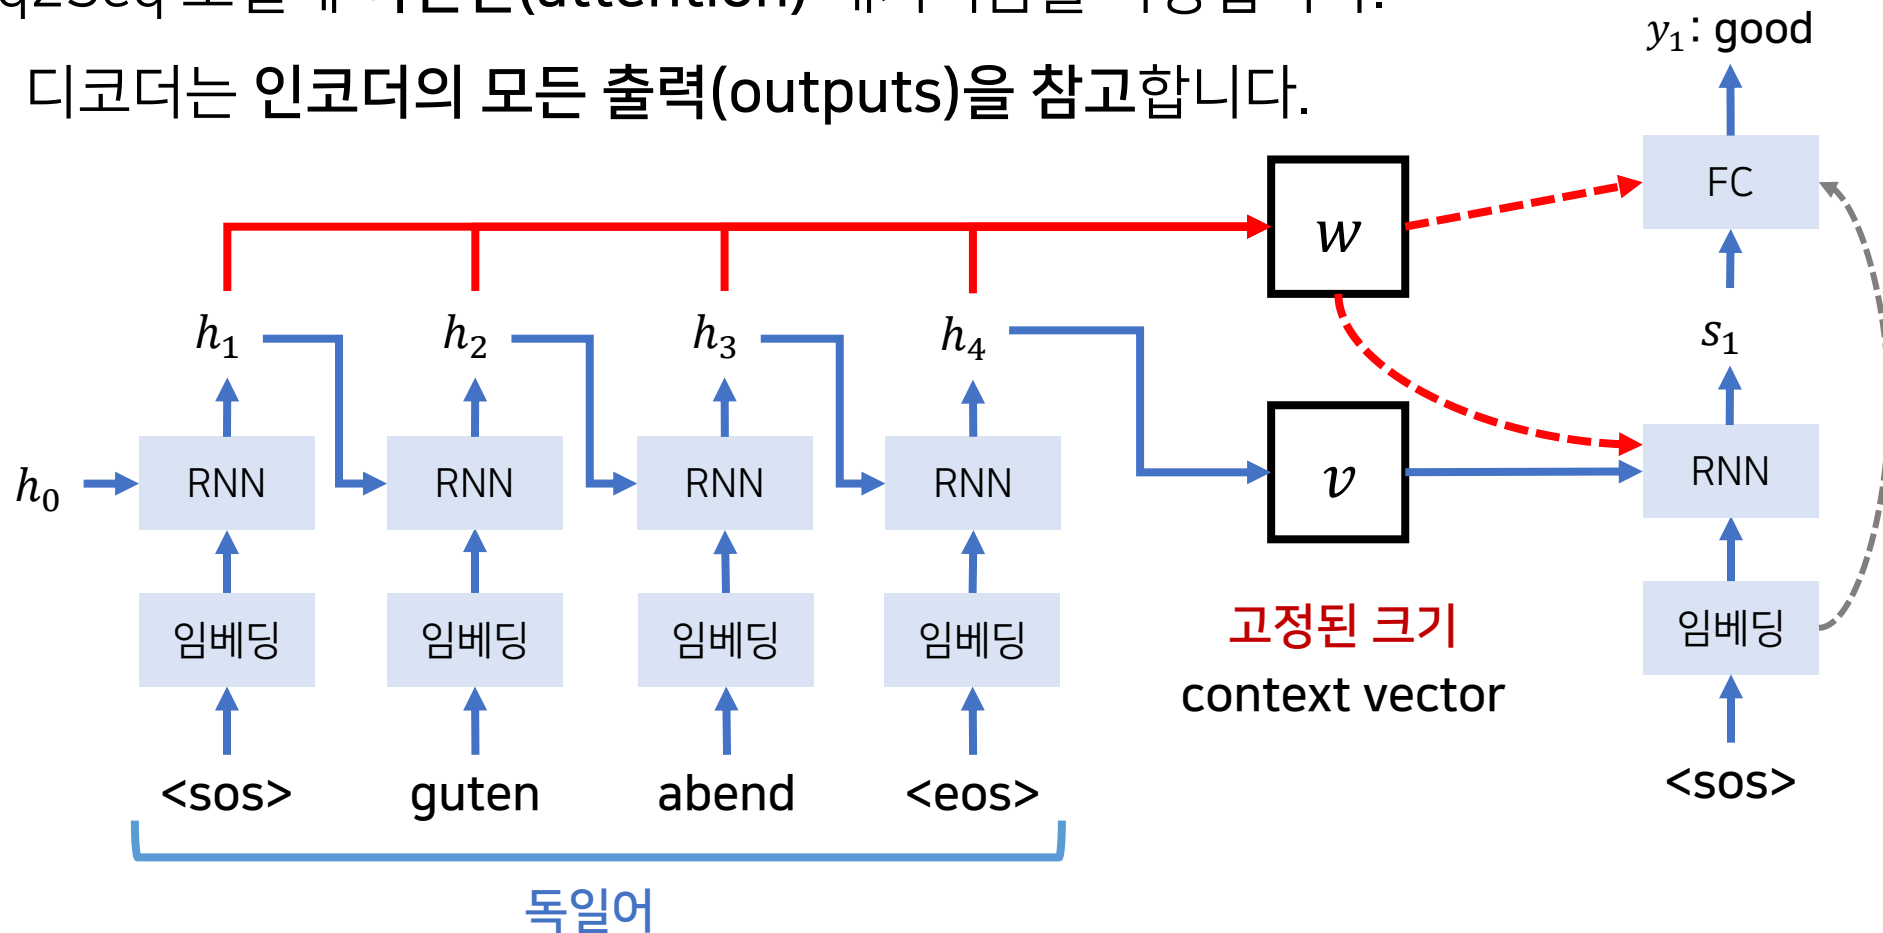 디코더는 인코더의 모든 출력(outputs)을 참고합니다.
y₁: good
FC
w
h₁ h₂ h₃ h₄ s₁
h₀ RNN RNN RNN RNN v RNN
임베딩 임베딩 임베딩 임베딩 고정된 크기 임베딩
context vector
<sos> guten abend <eos> <sos>
독일어